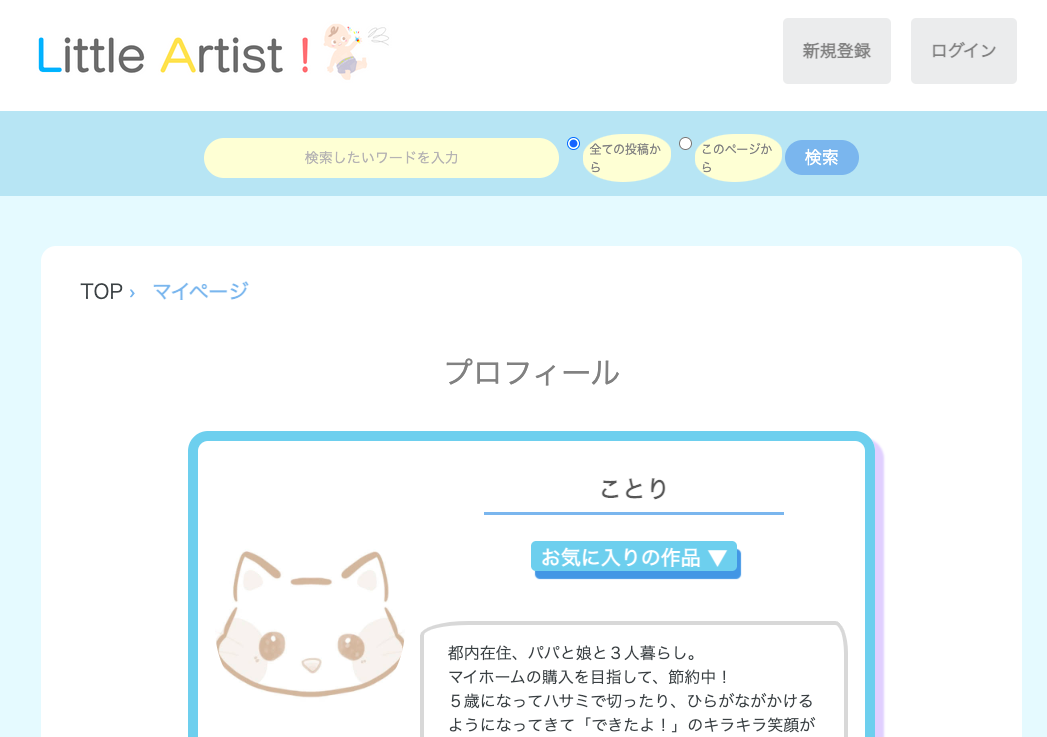 Little Artist !
新規登録
ログイン
検索したいワードを入力
全ての投稿か
ら
このページか
ら
検索
TOP › マイページ
プロフィール
ことり
お気に入りの作品 ▼
都内在住、パパと娘と３人暮らし。
マイホームの購入を目指して、節約中！
５歳になってハサミで切ったり、ひらがながかける
ようになってきて「できたよ！」のキラキラ笑顔が